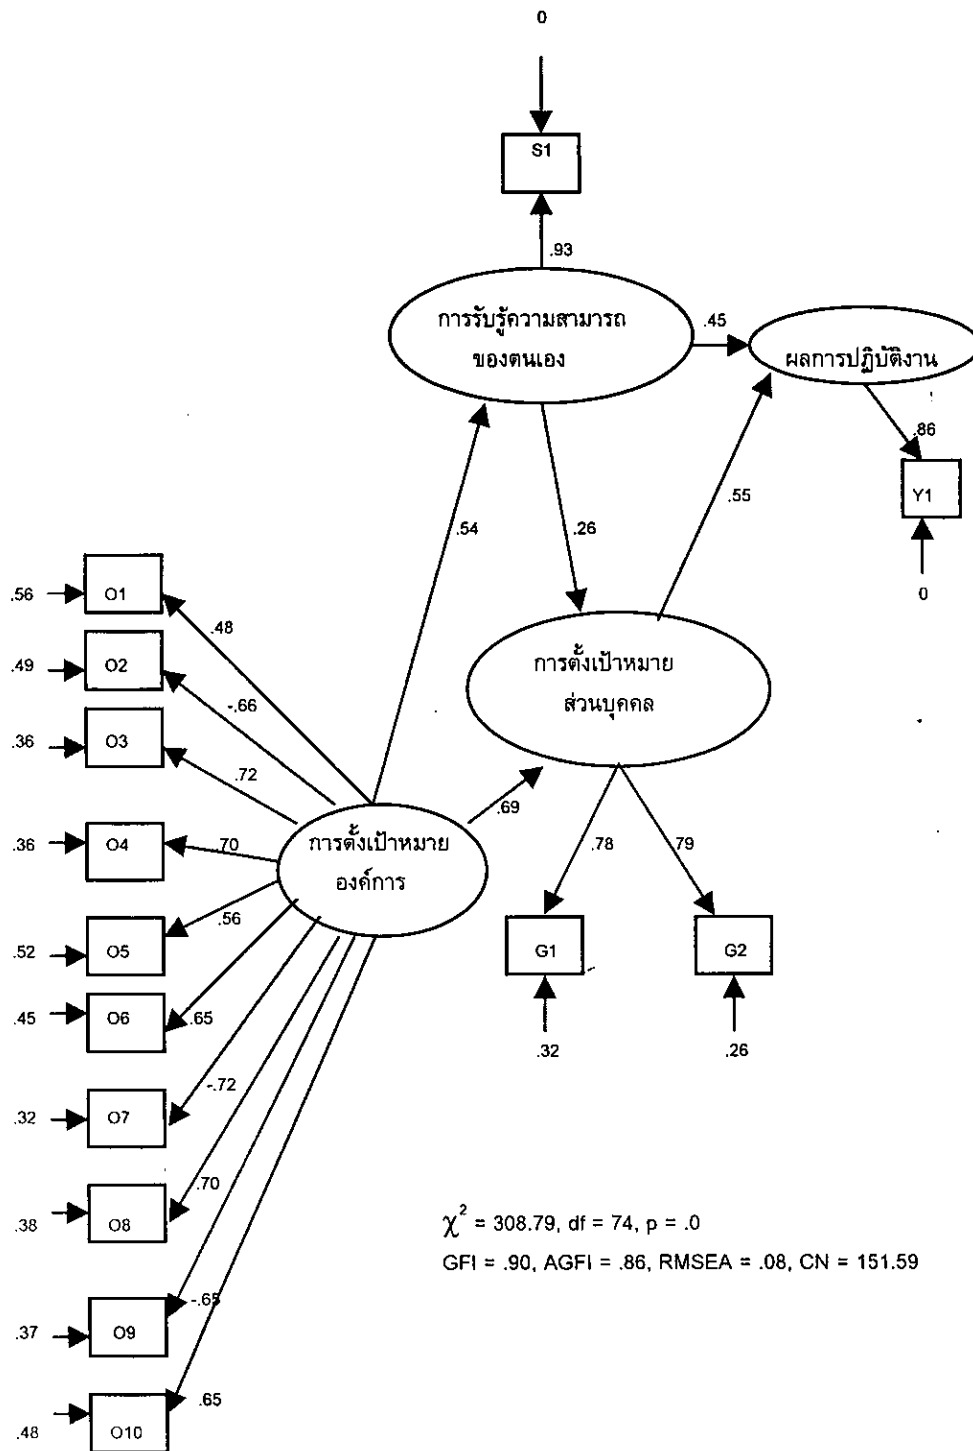 0
S1
.93
การรับรู้ความสามารถ
ของตนเอง
.45
ผลการปฏิบัติงาน
.86
Y1
0
.54
.26
.55
.56
O1
.48
.49
O2
-.66
การตั้งเป้าหมาย
ส่วนบุคคล
.36
O3
.72
.69
.36
O4
.70
การตั้งเป้าหมาย
องค์การ
.78
.79
.52
O5
.56
G1
G2
.45
O6
.65
.32
.26
.32
O7
-.72
.38
O8
.70
χ² = 308.79, df = 74, p = .0
GFI = .90, AGFI = .86, RMSEA = .08, CN = 151.59
.37
O9
-.65
.48
O10
.65